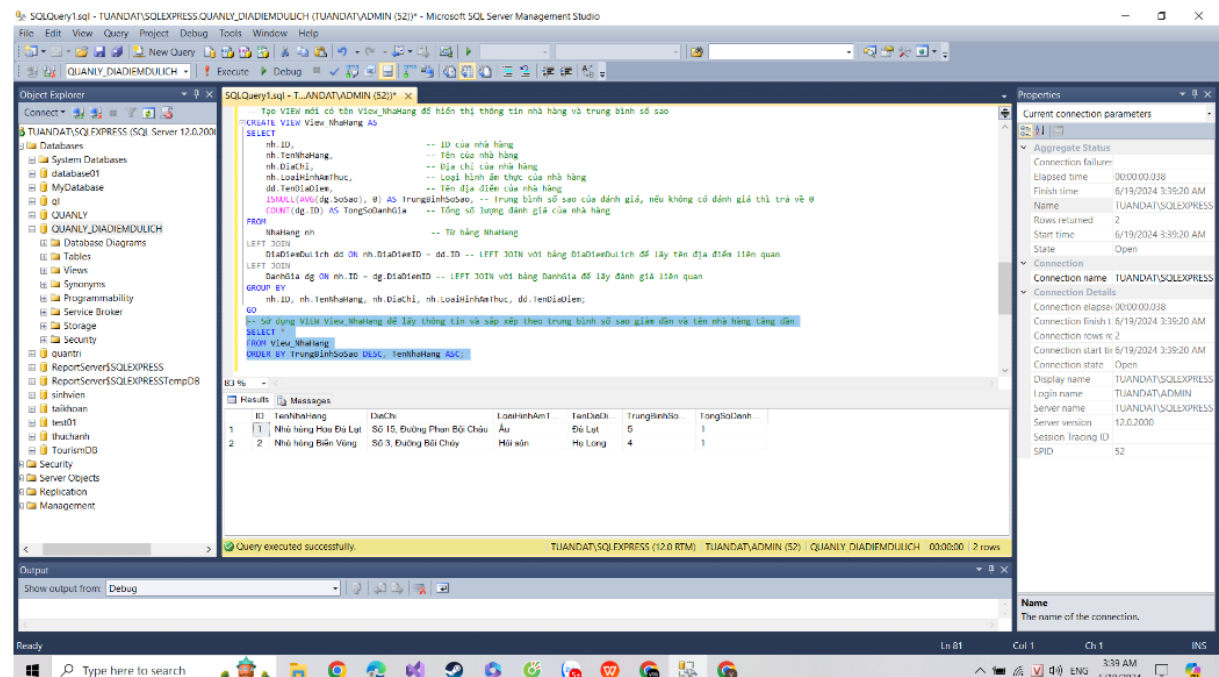 SQLQuery1.sql - TUANDAT\SQLEXPRESS.QUANLY_DIADIEMDULICH (TUANDAT\ADMIN (52))* - Microsoft SQL Server Management Studio
File Edit View Query Project Debug Tools Window Help
New Query
QUANLY_DIADIEMDULICH Execute Debug
Object Explorer
Connect
TUANDAT\SQLEXPRESS (SQL Server 12.0.200
Databases
System Databases
database01
MyDatabase
ql
QUANLY
QUANLY_DIADIEMDULICH
Database Diagrams
Tables
Views
Synonyms
Programmability
Service Broker
Storage
Security
quantri
ReportServer$SQLEXPRESS
ReportServer$SQLEXPRESSTempDB
sinhvien
taikhoan
test01
thuchanh
TourismDB
Security
Server Objects
Replication
Management
SQLQuery1.sql - T...ANDAT\ADMIN (52))*
-- Tạo VIEW mới có tên View_NhaHang để hiển thị thông tin nhà hàng và trung bình số sao
CREATE VIEW View_NhaHang AS
SELECT
nh.ID, -- ID của nhà hàng
nh.TenNhaHang, -- Tên của nhà hàng
nh.DiaChi, -- Địa chỉ của nhà hàng
nh.LoaiHinhAmThuc, -- Loại hình ẩm thực của nhà hàng
dd.TenDiaDiem, -- Tên địa điểm của nhà hàng
ISNULL(AVG(dg.SoSao), 0) AS TrungBinhSoSao, -- Trung bình số sao của đánh giá, nếu không có đánh giá thì trả về 0
COUNT(dg.ID) AS TongSoDanhGia -- Tổng số lượng đánh giá của nhà hàng
FROM
NhaHang nh -- Từ bảng NhaHang
LEFT JOIN
DiaDiemDuLich dd ON nh.DiaDiemID = dd.ID -- LEFT JOIN với bảng DiaDiemDuLich để lấy tên địa điểm liên quan
LEFT JOIN
DanhGia dg ON nh.ID = dg.DiaDiemID -- LEFT JOIN với bảng DanhGia để lấy đánh giá liên quan
GROUP BY
nh.ID, nh.TenNhaHang, nh.DiaChi, nh.LoaiHinhAmThuc, dd.TenDiaDiem;
GO
-- Sử dụng VIEW View_NhaHang để lấy thông tin và sắp xếp theo trung bình số sao giảm dần và tên nhà hàng tăng dần
SELECT *
FROM View_NhaHang
ORDER BY TrungBinhSoSao DESC, TenNhaHang ASC;
83 %
Results Messages
ID TenNhaHang DiaChi LoaiHinhAmT... TenDiaDi... TrungBinhSo... TongSoDanh...
1 1 Nhà hàng Hoa Đà Lạt Số 15, Đường Phan Bội Châu Âu Đà Lạt 5 1
2 2 Nhà hàng Biển Vàng Số 3, Đường Bãi Cháy Hải sản Hạ Long 4 1
Query executed successfully. TUANDAT\SQLEXPRESS (12.0 RTM) TUANDAT\ADMIN (52) QUANLY_DIADIEMDULICH 00:00:00 2 rows
Properties
Current connection parameters
Aggregate Status
Connection failures
Elapsed time 00:00:00.038
Finish time 6/19/2024 3:39:20 AM
Name TUANDAT\SQLEXPRESS
Rows returned 2
Start time 6/19/2024 3:39:20 AM
State Open
Connection
Connection name TUANDAT\SQLEXPRESS
Connection Details
Connection elapse 00:00:00.038
Connection finish t 6/19/2024 3:39:20 AM
Connection rows re 2
Connection start tir 6/19/2024 3:39:20 AM
Connection state Open
Display name TUANDAT\SQLEXPRESS
Login name TUANDAT\ADMIN
Server name TUANDAT\SQLEXPRESS
Server version 12.0.2000
Session Tracing ID
SPID 52
Name
The name of the connection.
Output
Show output from: Debug
Ready Ln 81 Col 1 Ch 1 INS
Type here to search
ENG 3:39 AM